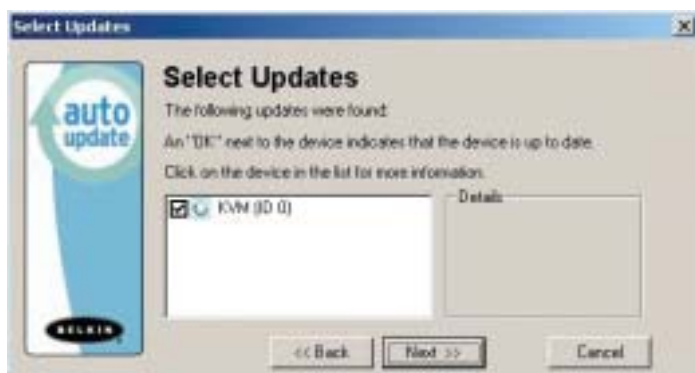 Select Updates
auto
update
BELKIN
Select Updates
The following updates were found:
An "OK" next to the device indicates that the device is up to date.
Click on the device in the list for more information.
KVM (ID 0)
Details
<< Back
Next >>
Cancel